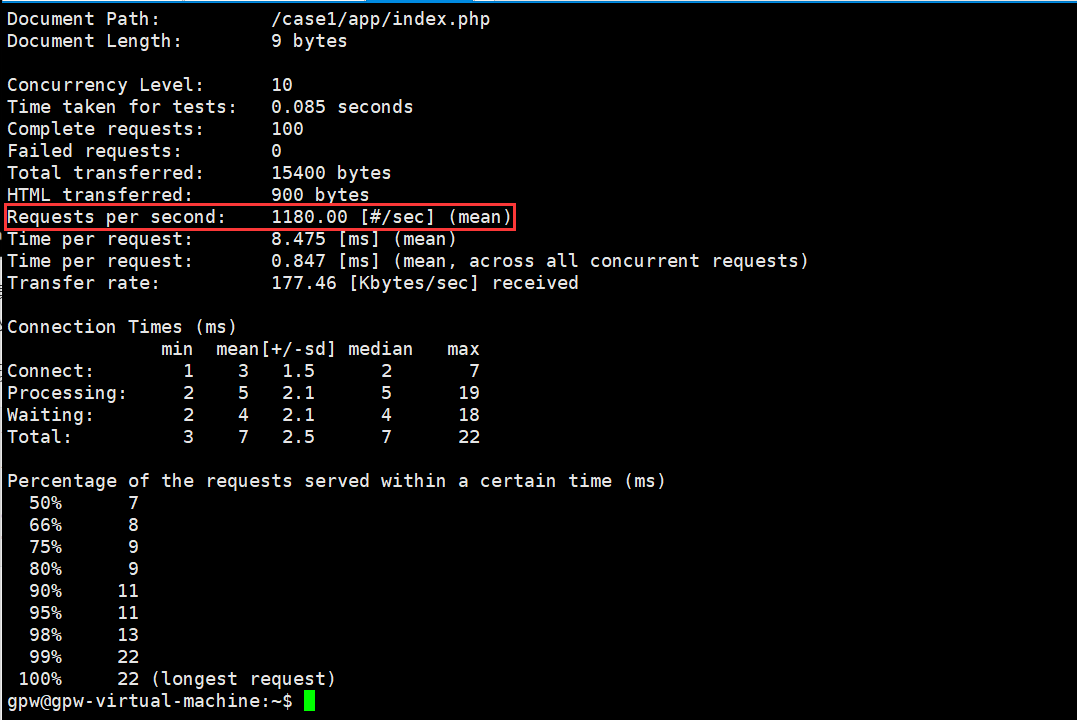 Document Path:          /case1/app/index.php
Document Length:        9 bytes

Concurrency Level:      10
Time taken for tests:   0.085 seconds
Complete requests:      100
Failed requests:        0
Total transferred:      15400 bytes
HTML transferred:       900 bytes
Requests per second:    1180.00 [#/sec] (mean)
Time per request:       8.475 [ms] (mean)
Time per request:       0.847 [ms] (mean, across all concurrent requests)
Transfer rate:          177.46 [Kbytes/sec] received

Connection Times (ms)
              min  mean[+/-sd] median   max
Connect:        1    3   1.5      2       7
Processing:     2    5   2.1      5      19
Waiting:        2    4   2.1      4      18
Total:          3    7   2.5      7      22

Percentage of the requests served within a certain time (ms)
  50%      7
  66%      8
  75%      9
  80%      9
  90%     11
  95%     11
  98%     13
  99%     22
 100%     22 (longest request)
gpw@gpw-virtual-machine:~$